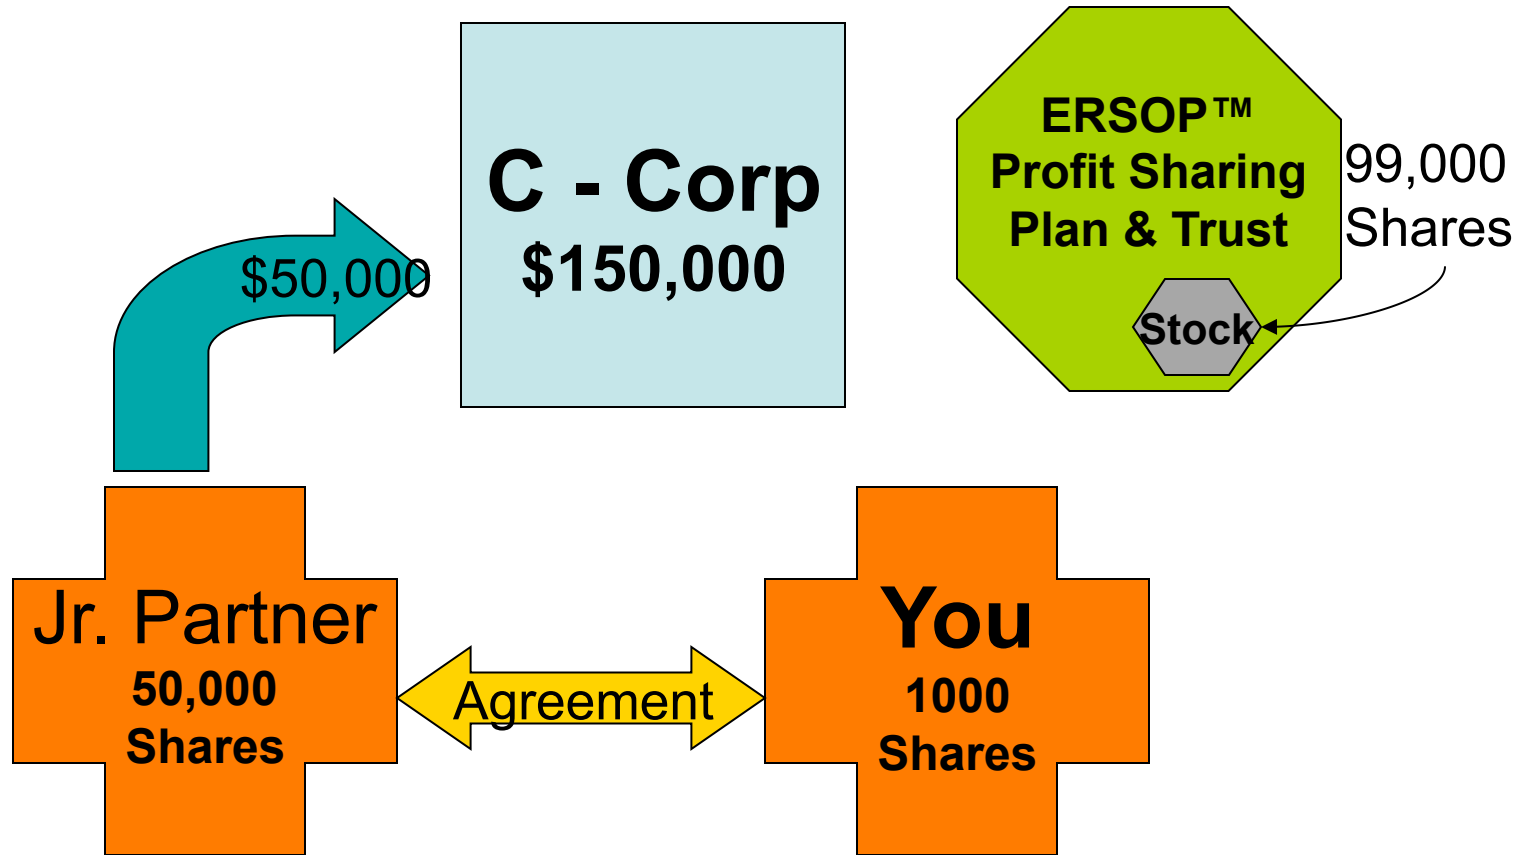 C - Corp
$150,000
ERSOP™
Profit Sharing
Plan & Trust
Stock
99,000
Shares
$50,000
Jr. Partner
50,000
Shares
Agreement
You
1000
Shares